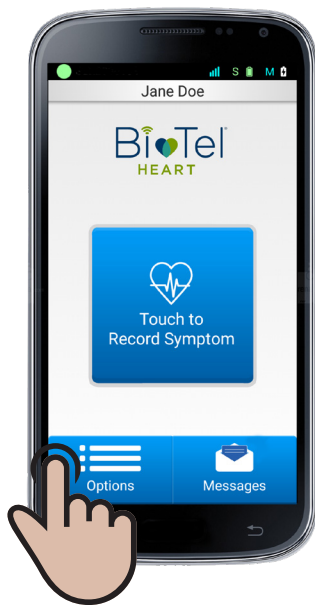 S M
Jane Doe
BioTel
HEART
Touch to
Record Symptom
Options
Messages